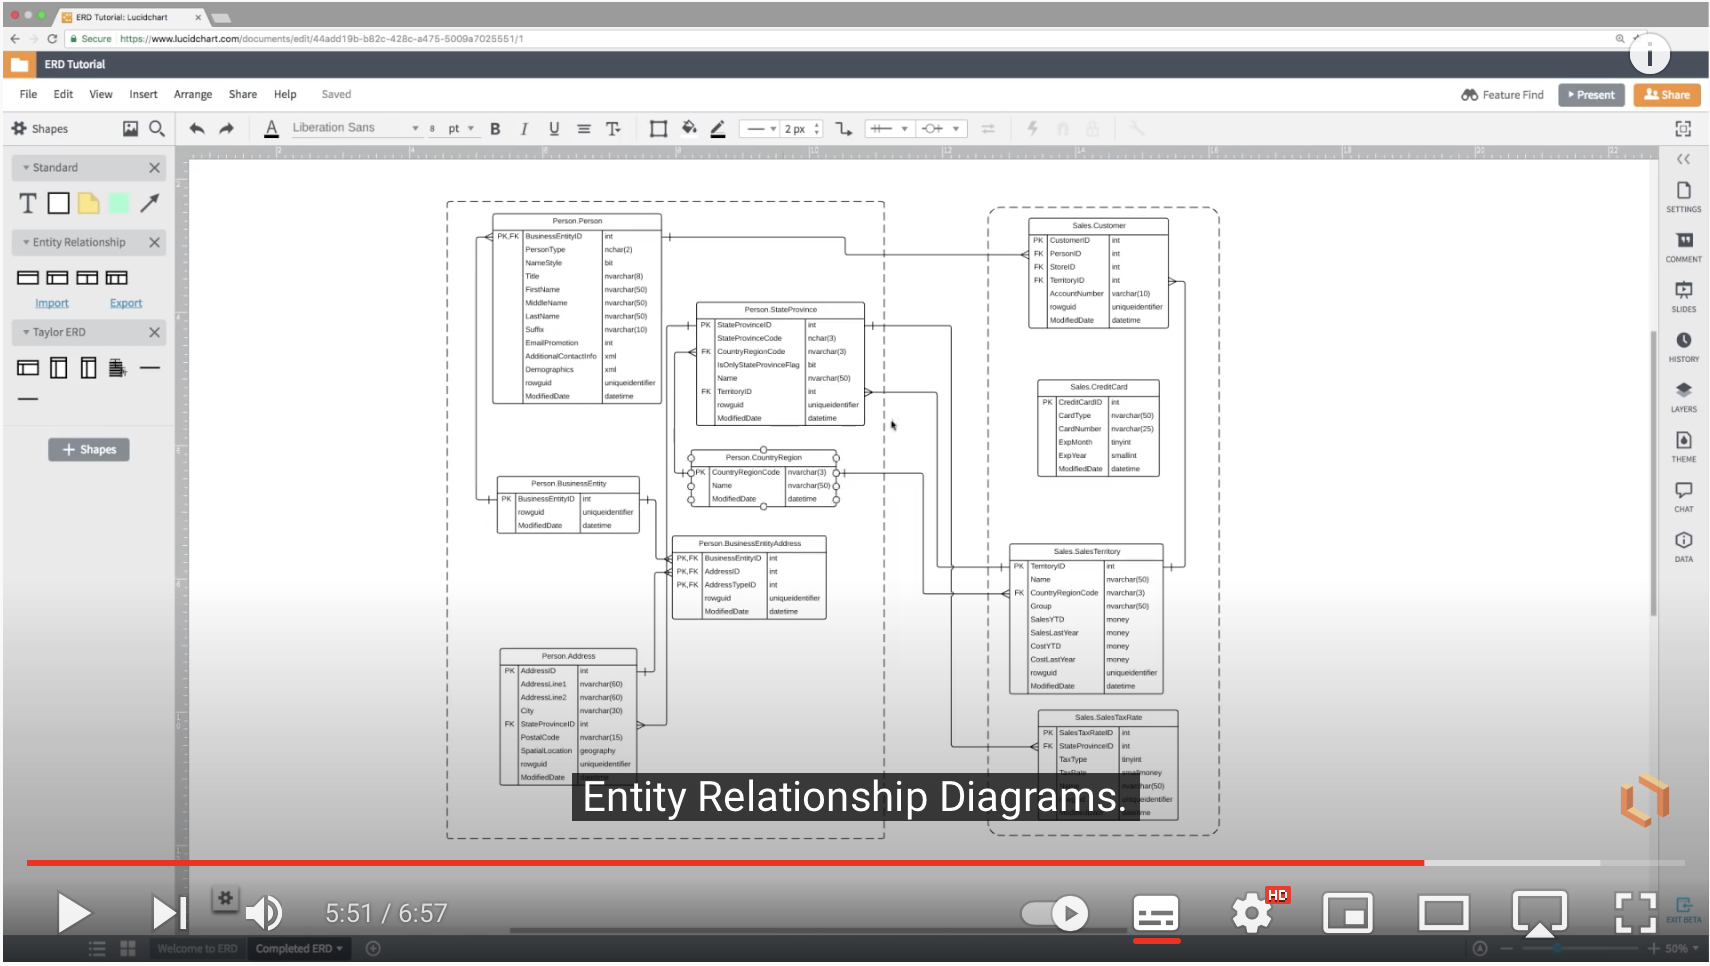 ERD Tutorial: Lucidchart
Secure https://www.lucidchart.com/documents/edit/44add19b-b82c-428c-a475-5009a7025551/1
ERD Tutorial
File Edit View Insert Arrange Share Help Saved
Feature Find Present Share
Shapes
Liberation Sans 8 pt B I U T 2 px
2 4 6 8 10 12 14 16 18 20 22
Standard
T
Entity Relationship
Import Export
Taylor ERD
+ Shapes
SETTINGS
COMMENT
SLIDES
HISTORY
LAYERS
THEME
CHAT
DATA
Person.Person
PK,FK BusinessEntityID int
PersonType nchar(2)
NameStyle bit
Title nvarchar(8)
FirstName nvarchar(50)
MiddleName nvarchar(50)
LastName nvarchar(50)
Suffix nvarchar(10)
EmailPromotion int
AdditionalContactInfo xml
Demographics xml
rowguid uniqueidentifier
ModifiedDate datetime
Person.StateProvince
PK StateProvinceID int
StateProvinceCode nchar(3)
FK CountryRegionCode nvarchar(3)
IsOnlyStateProvinceFlag bit
Name nvarchar(50)
FK TerritoryID int
rowguid uniqueidentifier
ModifiedDate datetime
Person.CountryRegion
PK CountryRegionCode nvarchar(3)
Name nvarchar(50)
ModifiedDate datetime
Person.BusinessEntity
PK BusinessEntityID int
rowguid uniqueidentifier
ModifiedDate datetime
Person.BusinessEntityAddress
PK,FK BusinessEntityID int
PK,FK AddressID int
PK,FK AddressTypeID int
rowguid uniqueidentifier
ModifiedDate datetime
Person.Address
PK AddressID int
AddressLine1 nvarchar(60)
AddressLine2 nvarchar(60)
City nvarchar(30)
FK StateProvinceID int
PostalCode nvarchar(15)
SpatialLocation geography
rowguid uniqueidentifier
ModifiedDate
Sales.Customer
PK CustomerID int
FK PersonID int
FK StoreID int
FK TerritoryID int
AccountNumber varchar(10)
rowguid uniqueidentifier
ModifiedDate datetime
Sales.CreditCard
PK CreditCardID int
CardType nvarchar(50)
CardNumber nvarchar(25)
ExpMonth tinyint
ExpYear smallint
ModifiedDate datetime
Sales.SalesTerritory
PK TerritoryID int
Name nvarchar(50)
FK CountryRegionCode nvarchar(3)
Group nvarchar(50)
SalesYTD money
SalesLastYear money
CostYTD money
CostLastYear money
rowguid uniqueidentifier
ModifiedDate datetime
Sales.SalesTaxRate
PK SalesTaxRateID int
FK StateProvinceID int
TaxType tinyint
TaxRate smallmoney
nvarchar(50)
uniqueidentifier
Entity Relationship Diagrams.
5:51 / 6:57
HD
EXIT BETA
Welcome to ERD Completed ERD
50%